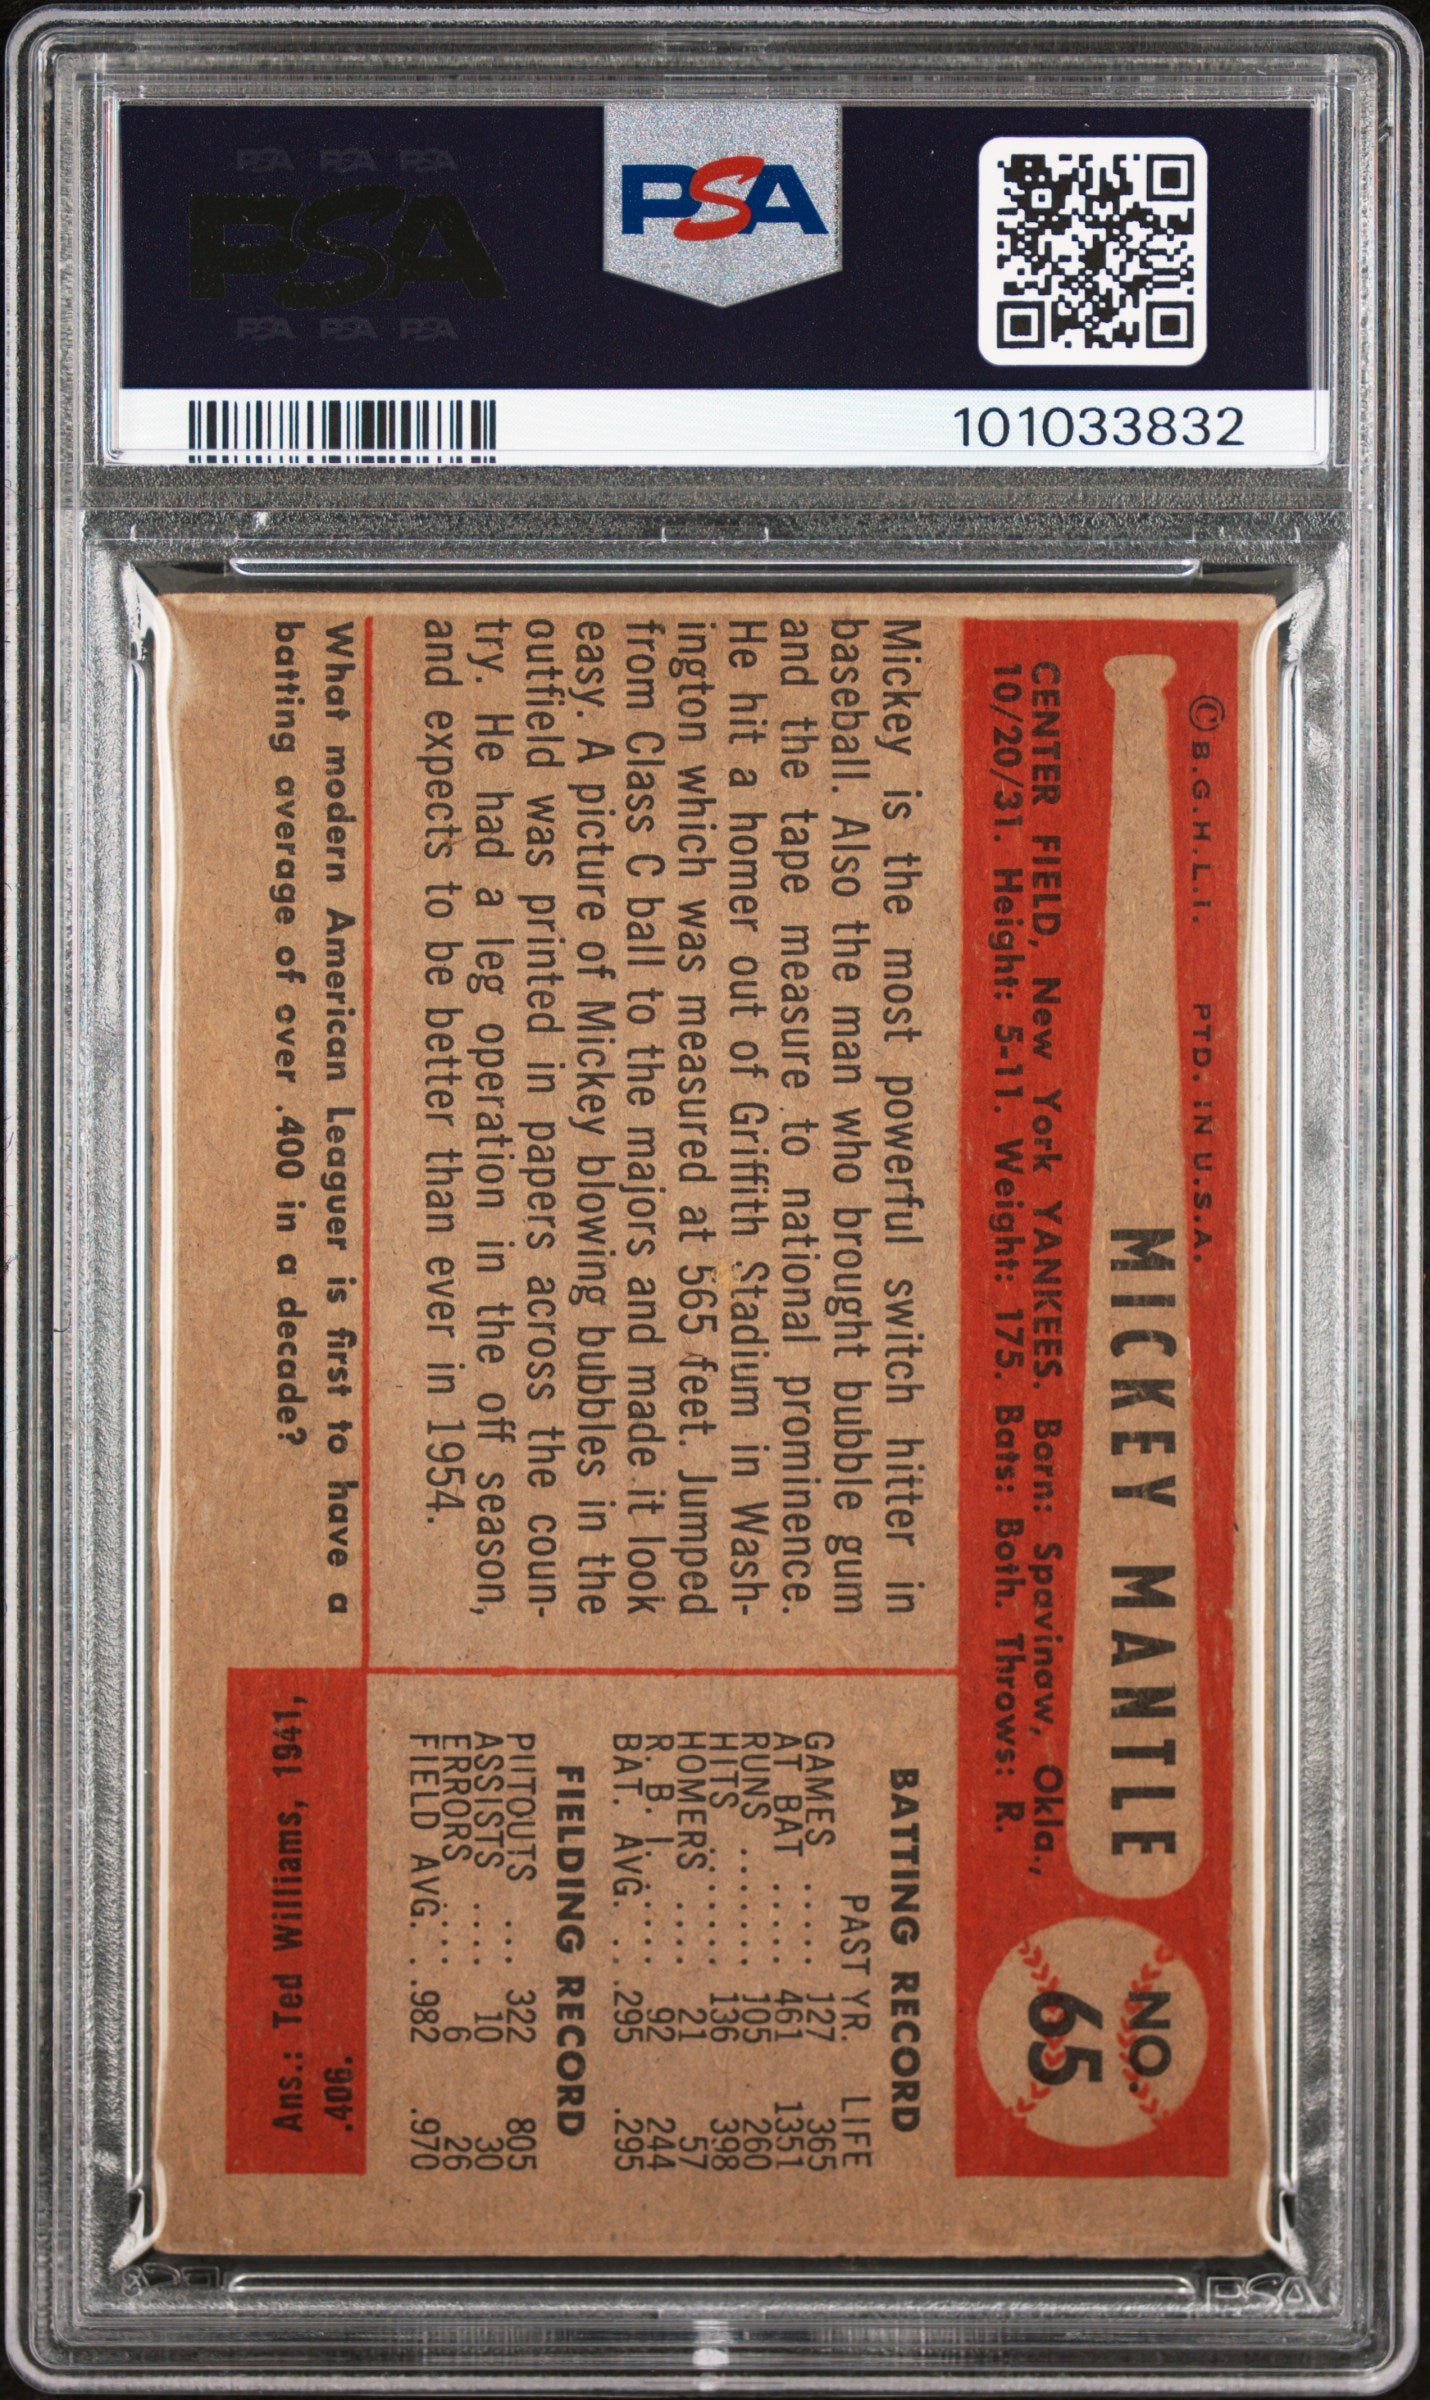 PSA PSA PSA
PSA
PSA PSA PSA
PSA
101033832
© B.G.H.L.I. PTD. IN U.S.A.
MICKEY MANTLE
NO.
65
CENTER FIELD, New York YANKEES. Born: Spavinaw, Okla.,
10/20/31. Height: 5-11. Weight: 175. Bats: Both. Throws: R.
Mickey is the most powerful switch hitter in
baseball. Also the man who brought bubble gum
and the tape measure to national prominence.
He hit a homer out of Griffith Stadium in Wash-
ington which was measured at 565 feet. Jumped
from Class C ball to the majors and made it look
easy. A picture of Mickey blowing bubbles in the
outfield was printed in papers across the coun-
try. He had a leg operation in the off season,
and expects to be better than ever in 1954.
BATTING RECORD
PAST YR. LIFE
GAMES ..... 127 365
AT BAT ..... 461 1351
RUNS ....... 105 260
HITS ....... 136 398
HOMERS .... 21 57
R. B. I. ..... 92 244
BAT. AVG. .. .295 .295
FIELDING RECORD
PUTOUTS ... 322 805
ASSISTS .... 10 30
ERRORS .... 6 26
FIELD AVG. . .982 .970
What modern American Leaguer is first to have a
batting average of over .400 in a decade?
Ans.: Ted Williams, 1941,
.406.
PSA